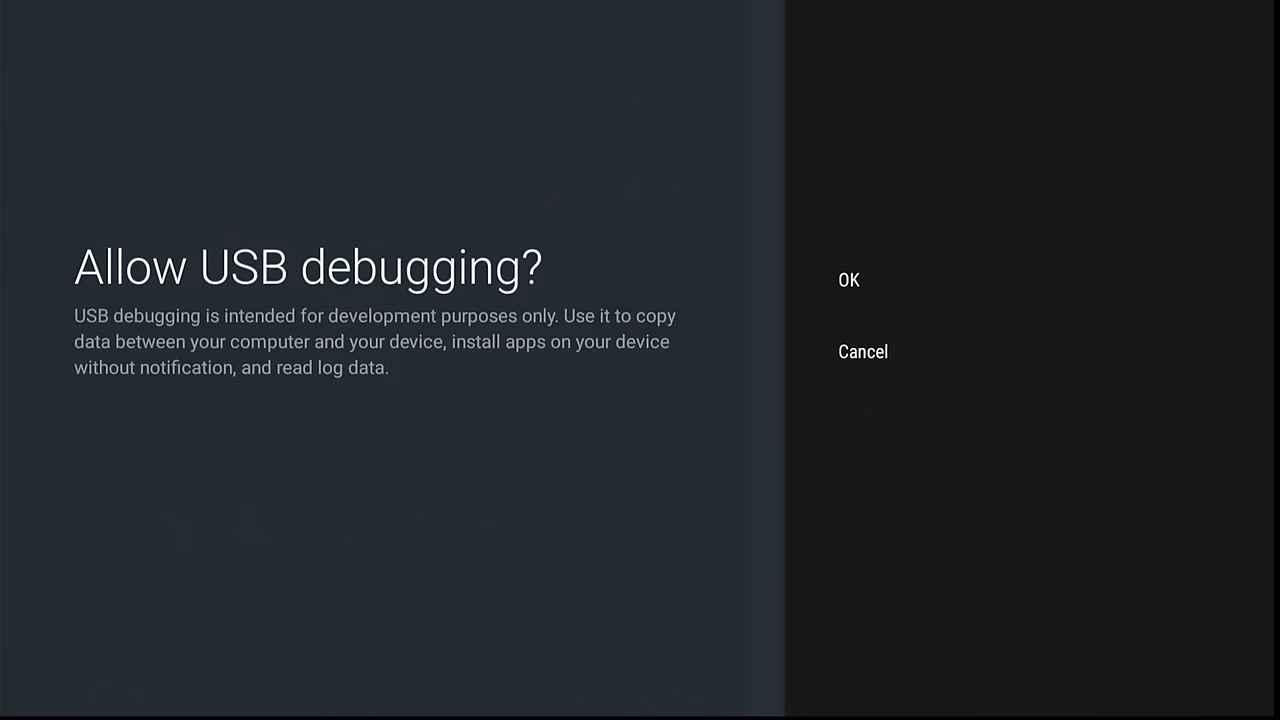 Allow USB debugging?
USB debugging is intended for development purposes only. Use it to copy
data between your computer and your device, install apps on your device
without notification, and read log data.
OK
Cancel